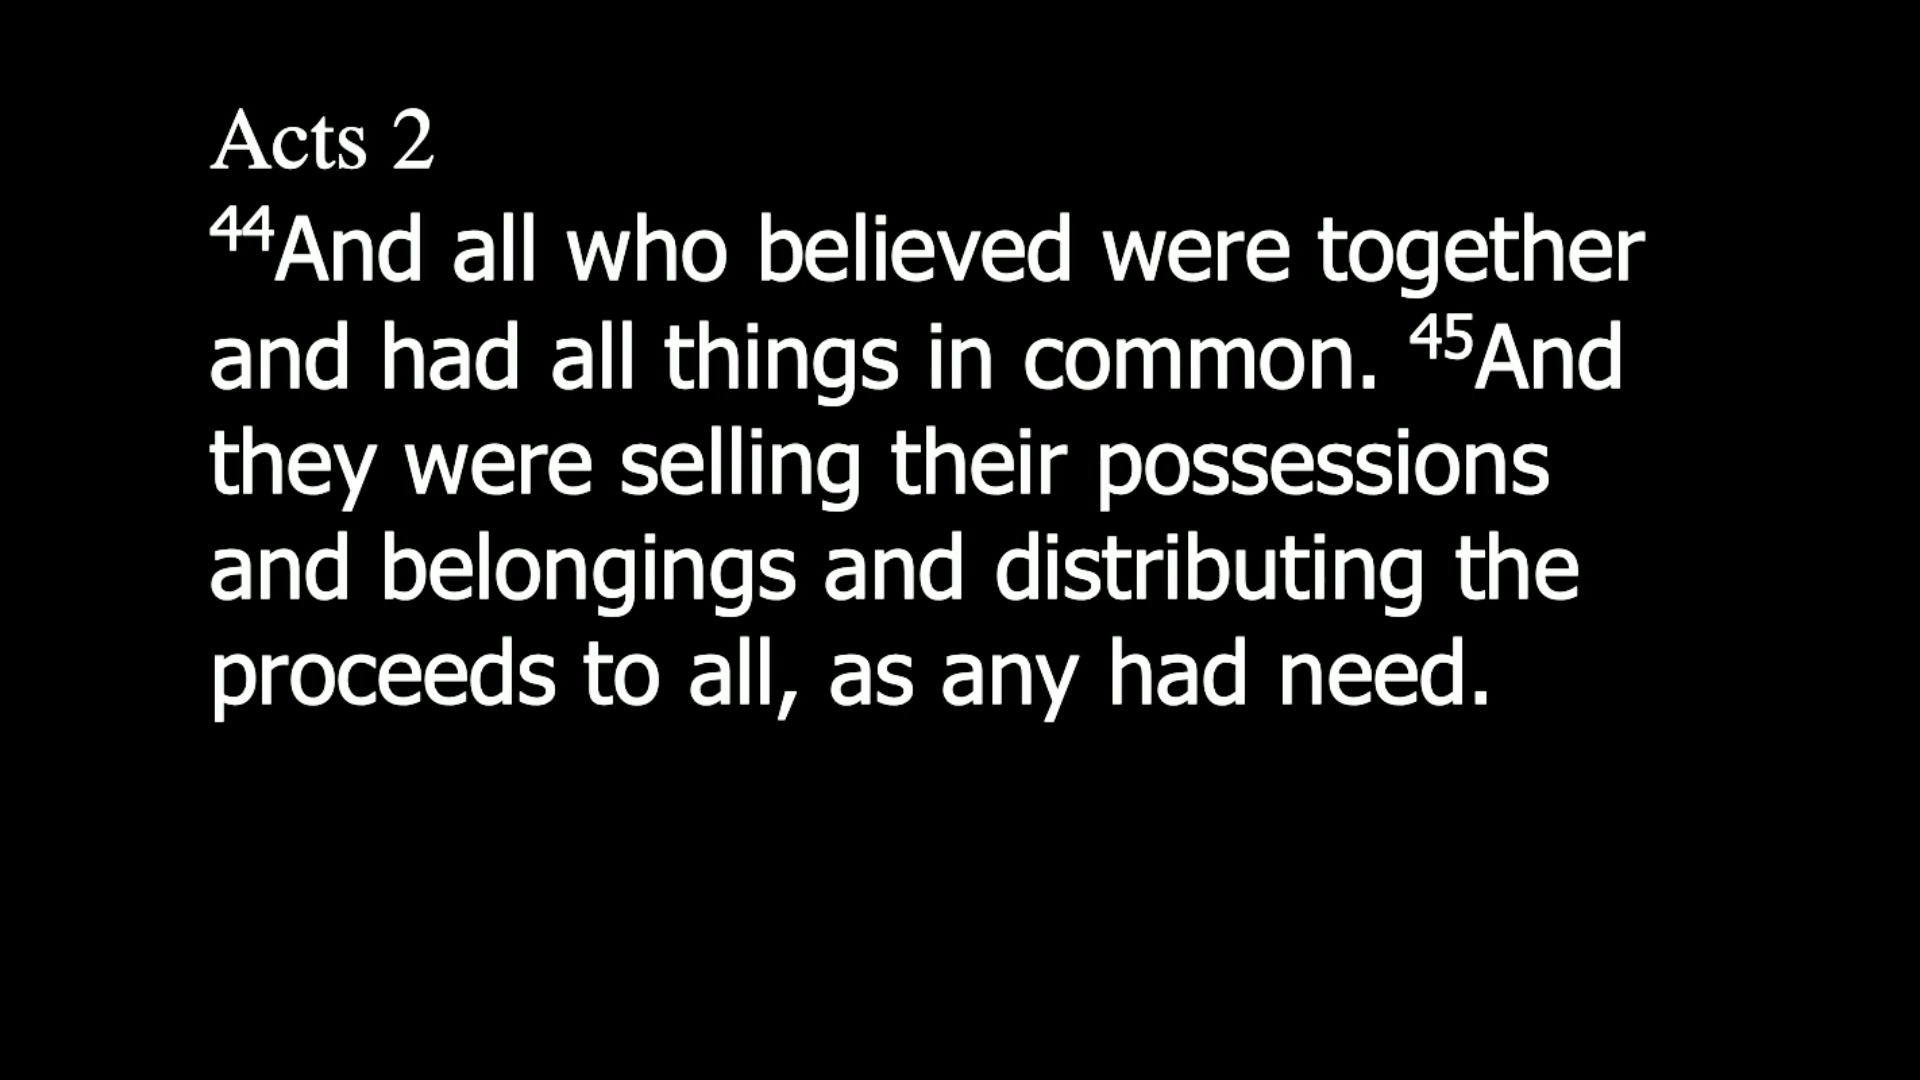 Acts 2
44And all who believed were together
and had all things in common. 45And
they were selling their possessions
and belongings and distributing the
proceeds to all, as any had need.